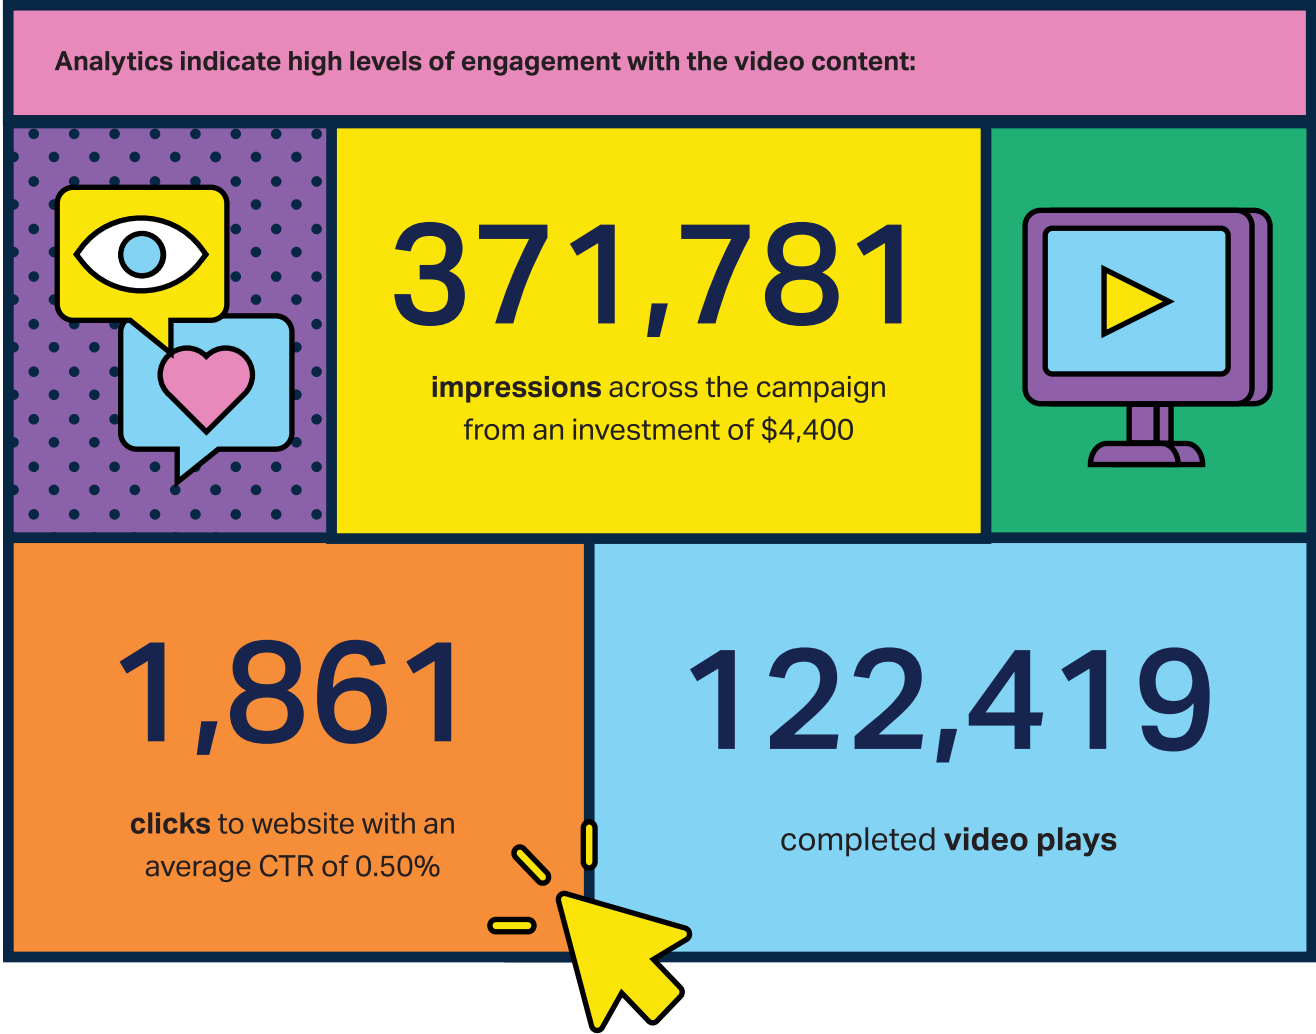 Analytics indicate high levels of engagement with the video content:
371,781
impressions across the campaign
from an investment of $4,400
1,861
clicks to website with an
average CTR of 0.50%
122,419
completed video plays